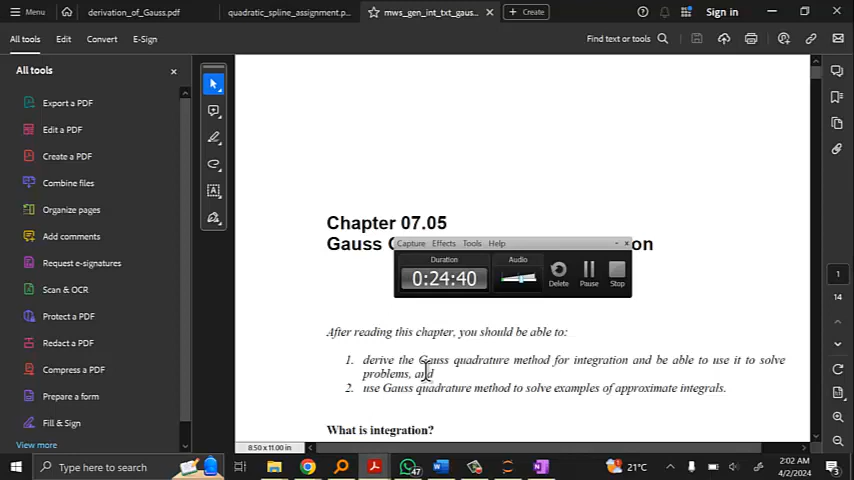 Menu
derivation_of_Gauss.pdf
quadratic_spline_assignment.p...
mws_gen_int_txt_gaus...
Create
Sign in
All tools
Edit
Convert
E-Sign
Find text or tools
All tools
Export a PDF
Edit a PDF
Create a PDF
Combine files
Organize pages
Add comments
Request e-signatures
Scan & OCR
Protect a PDF
Redact a PDF
Compress a PDF
Prepare a form
Fill & Sign
View more
Chapter 07.05
Gauss
Capture Effects Tools Help
Duration
Audio
0:24:40
Delete
Pause
Stop
After reading this chapter, you should be able to:
1. derive the Gauss quadrature method for integration and be able to use it to solve
problems, and
2. use Gauss quadrature method to solve examples of approximate integrals.
What is integration?
8.50 x 11.00 in
1
14
Type here to search
47
21°C
2:02 AM
4/2/2024
3